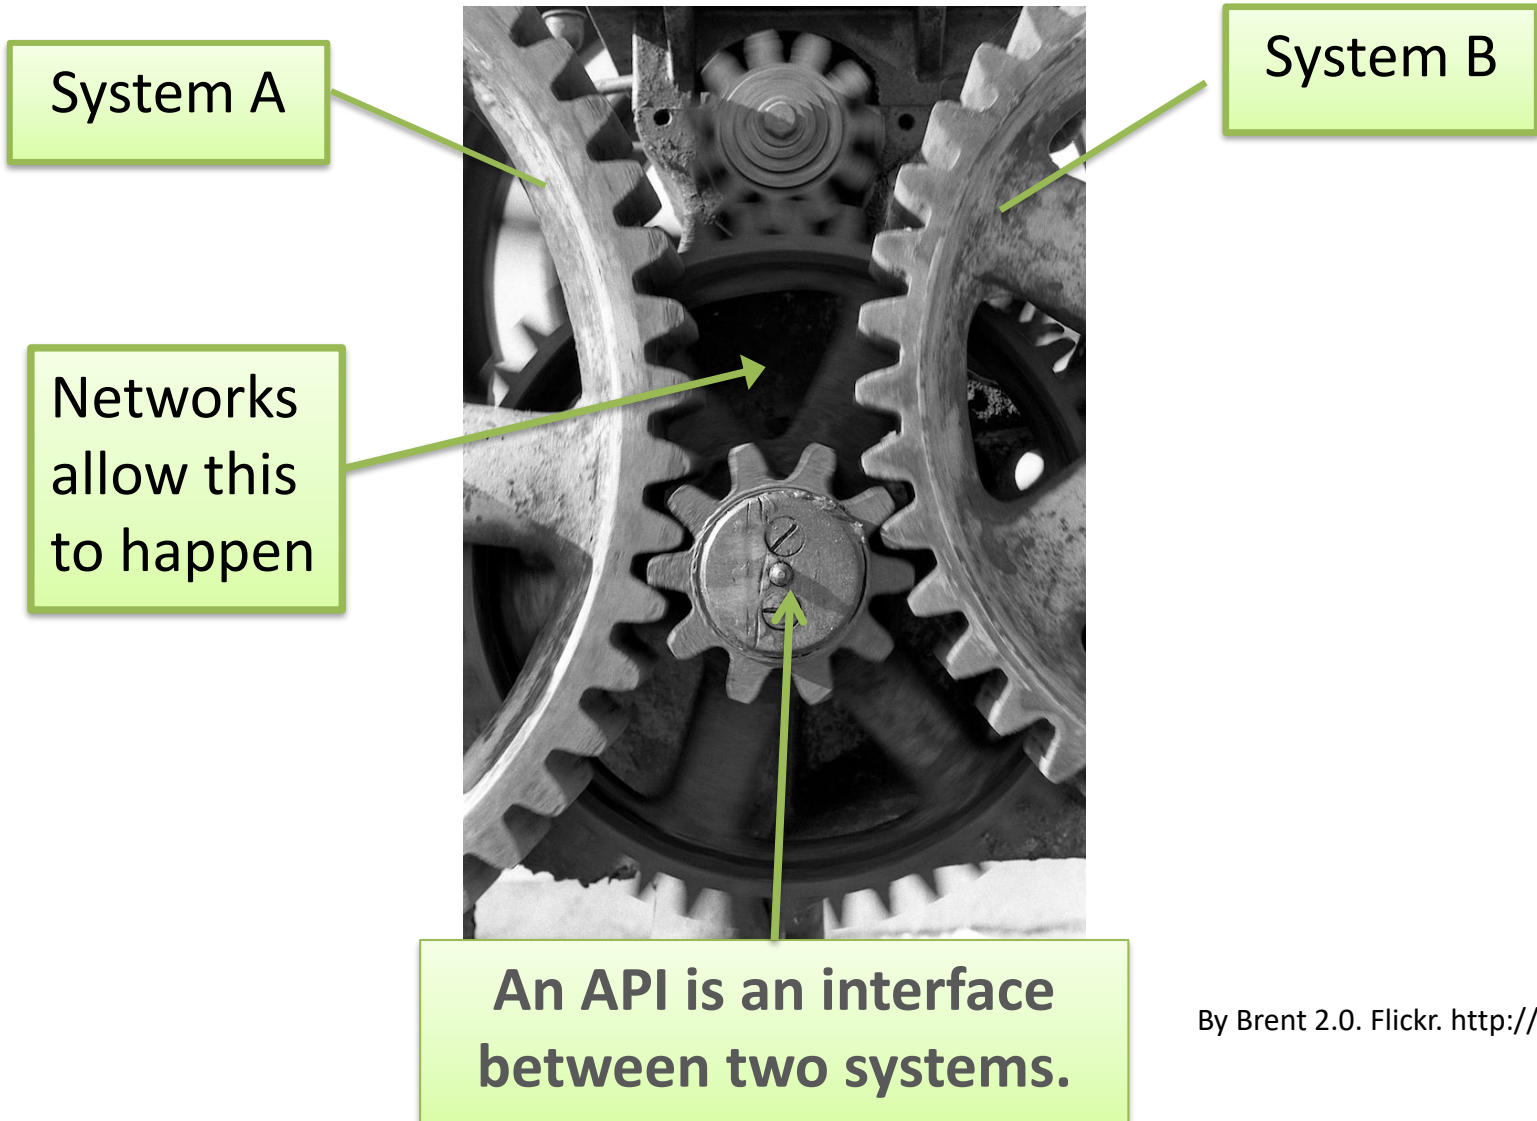 System A
System B
Networks
allow this
to happen
An API is an interface
between two systems.
By Brent 2.0. Flickr. http://